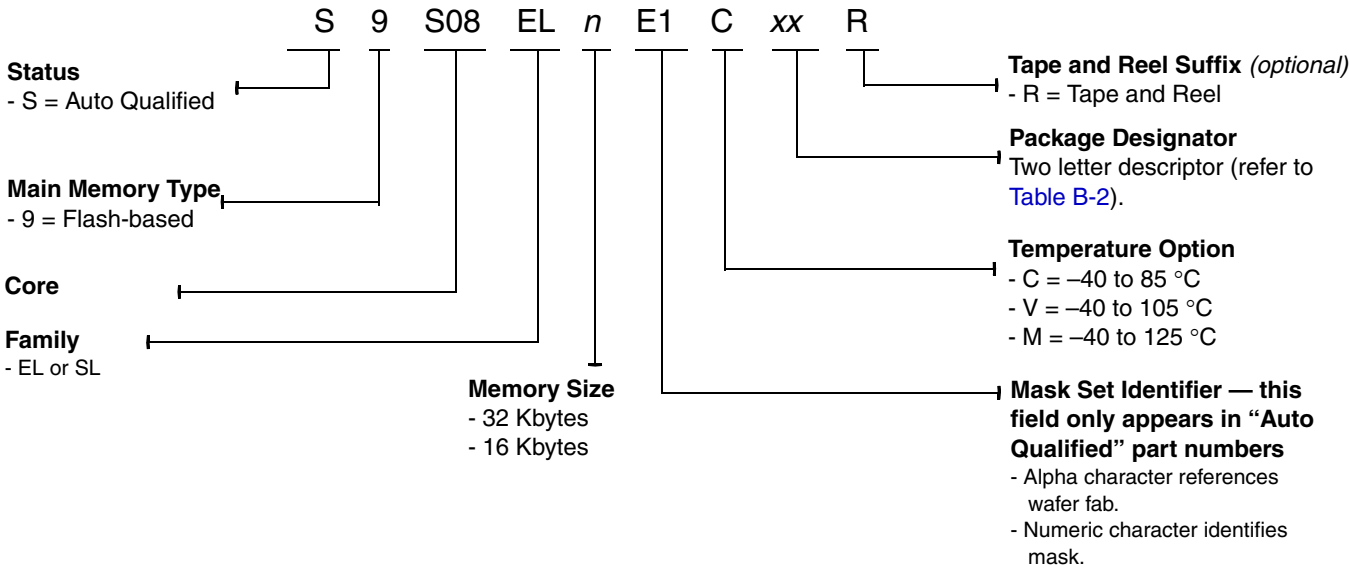 S 9 S08 EL n E1 C xx R
Status
- S = Auto Qualified
Main Memory Type
- 9 = Flash-based
Core
Family
- EL or SL
Memory Size
- 32 Kbytes
- 16 Kbytes
Tape and Reel Suffix (optional)
- R = Tape and Reel
Package Designator
Two letter descriptor (refer to
Table B-2).
Temperature Option
- C = –40 to 85 °C
- V = –40 to 105 °C
- M = –40 to 125 °C
Mask Set Identifier — this
field only appears in “Auto
Qualified” part numbers
- Alpha character references
wafer fab.
- Numeric character identifies
mask.